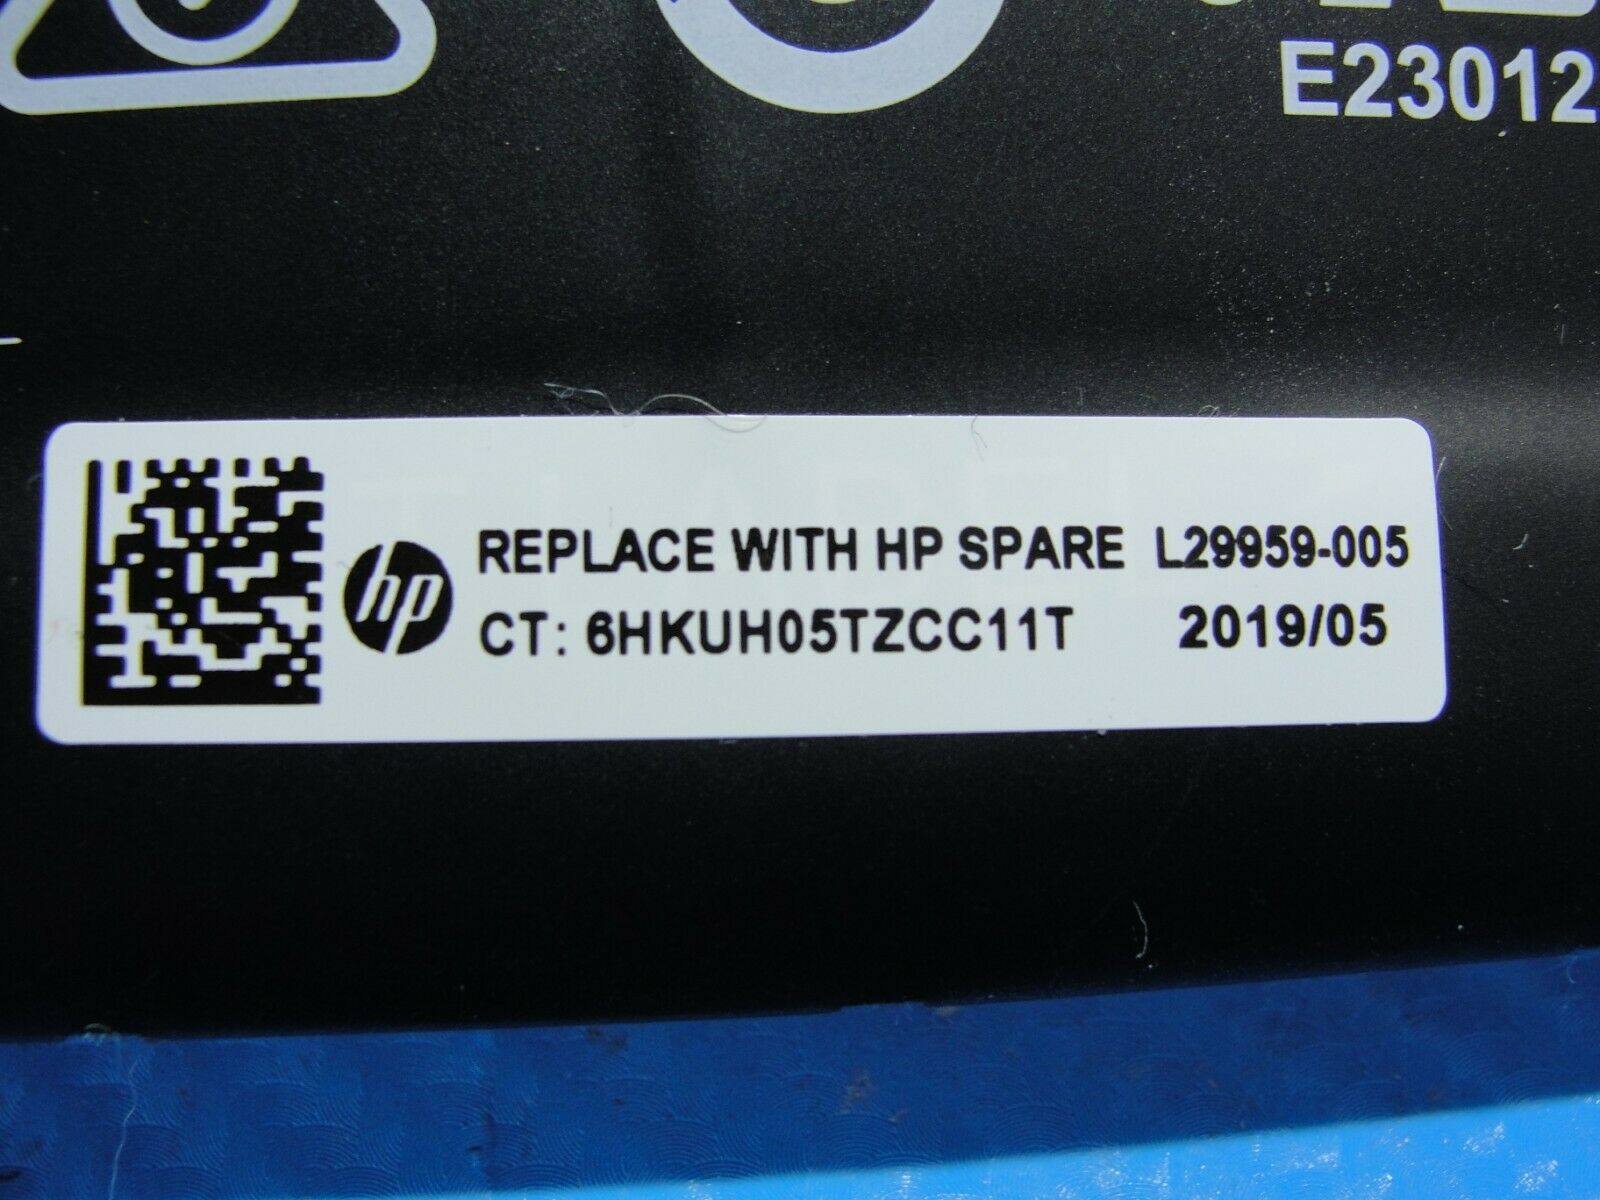 E23012
hp REPLACE WITH HP SPARE L29959-005
CT: 6HKUH05TZCC11T 2019/05